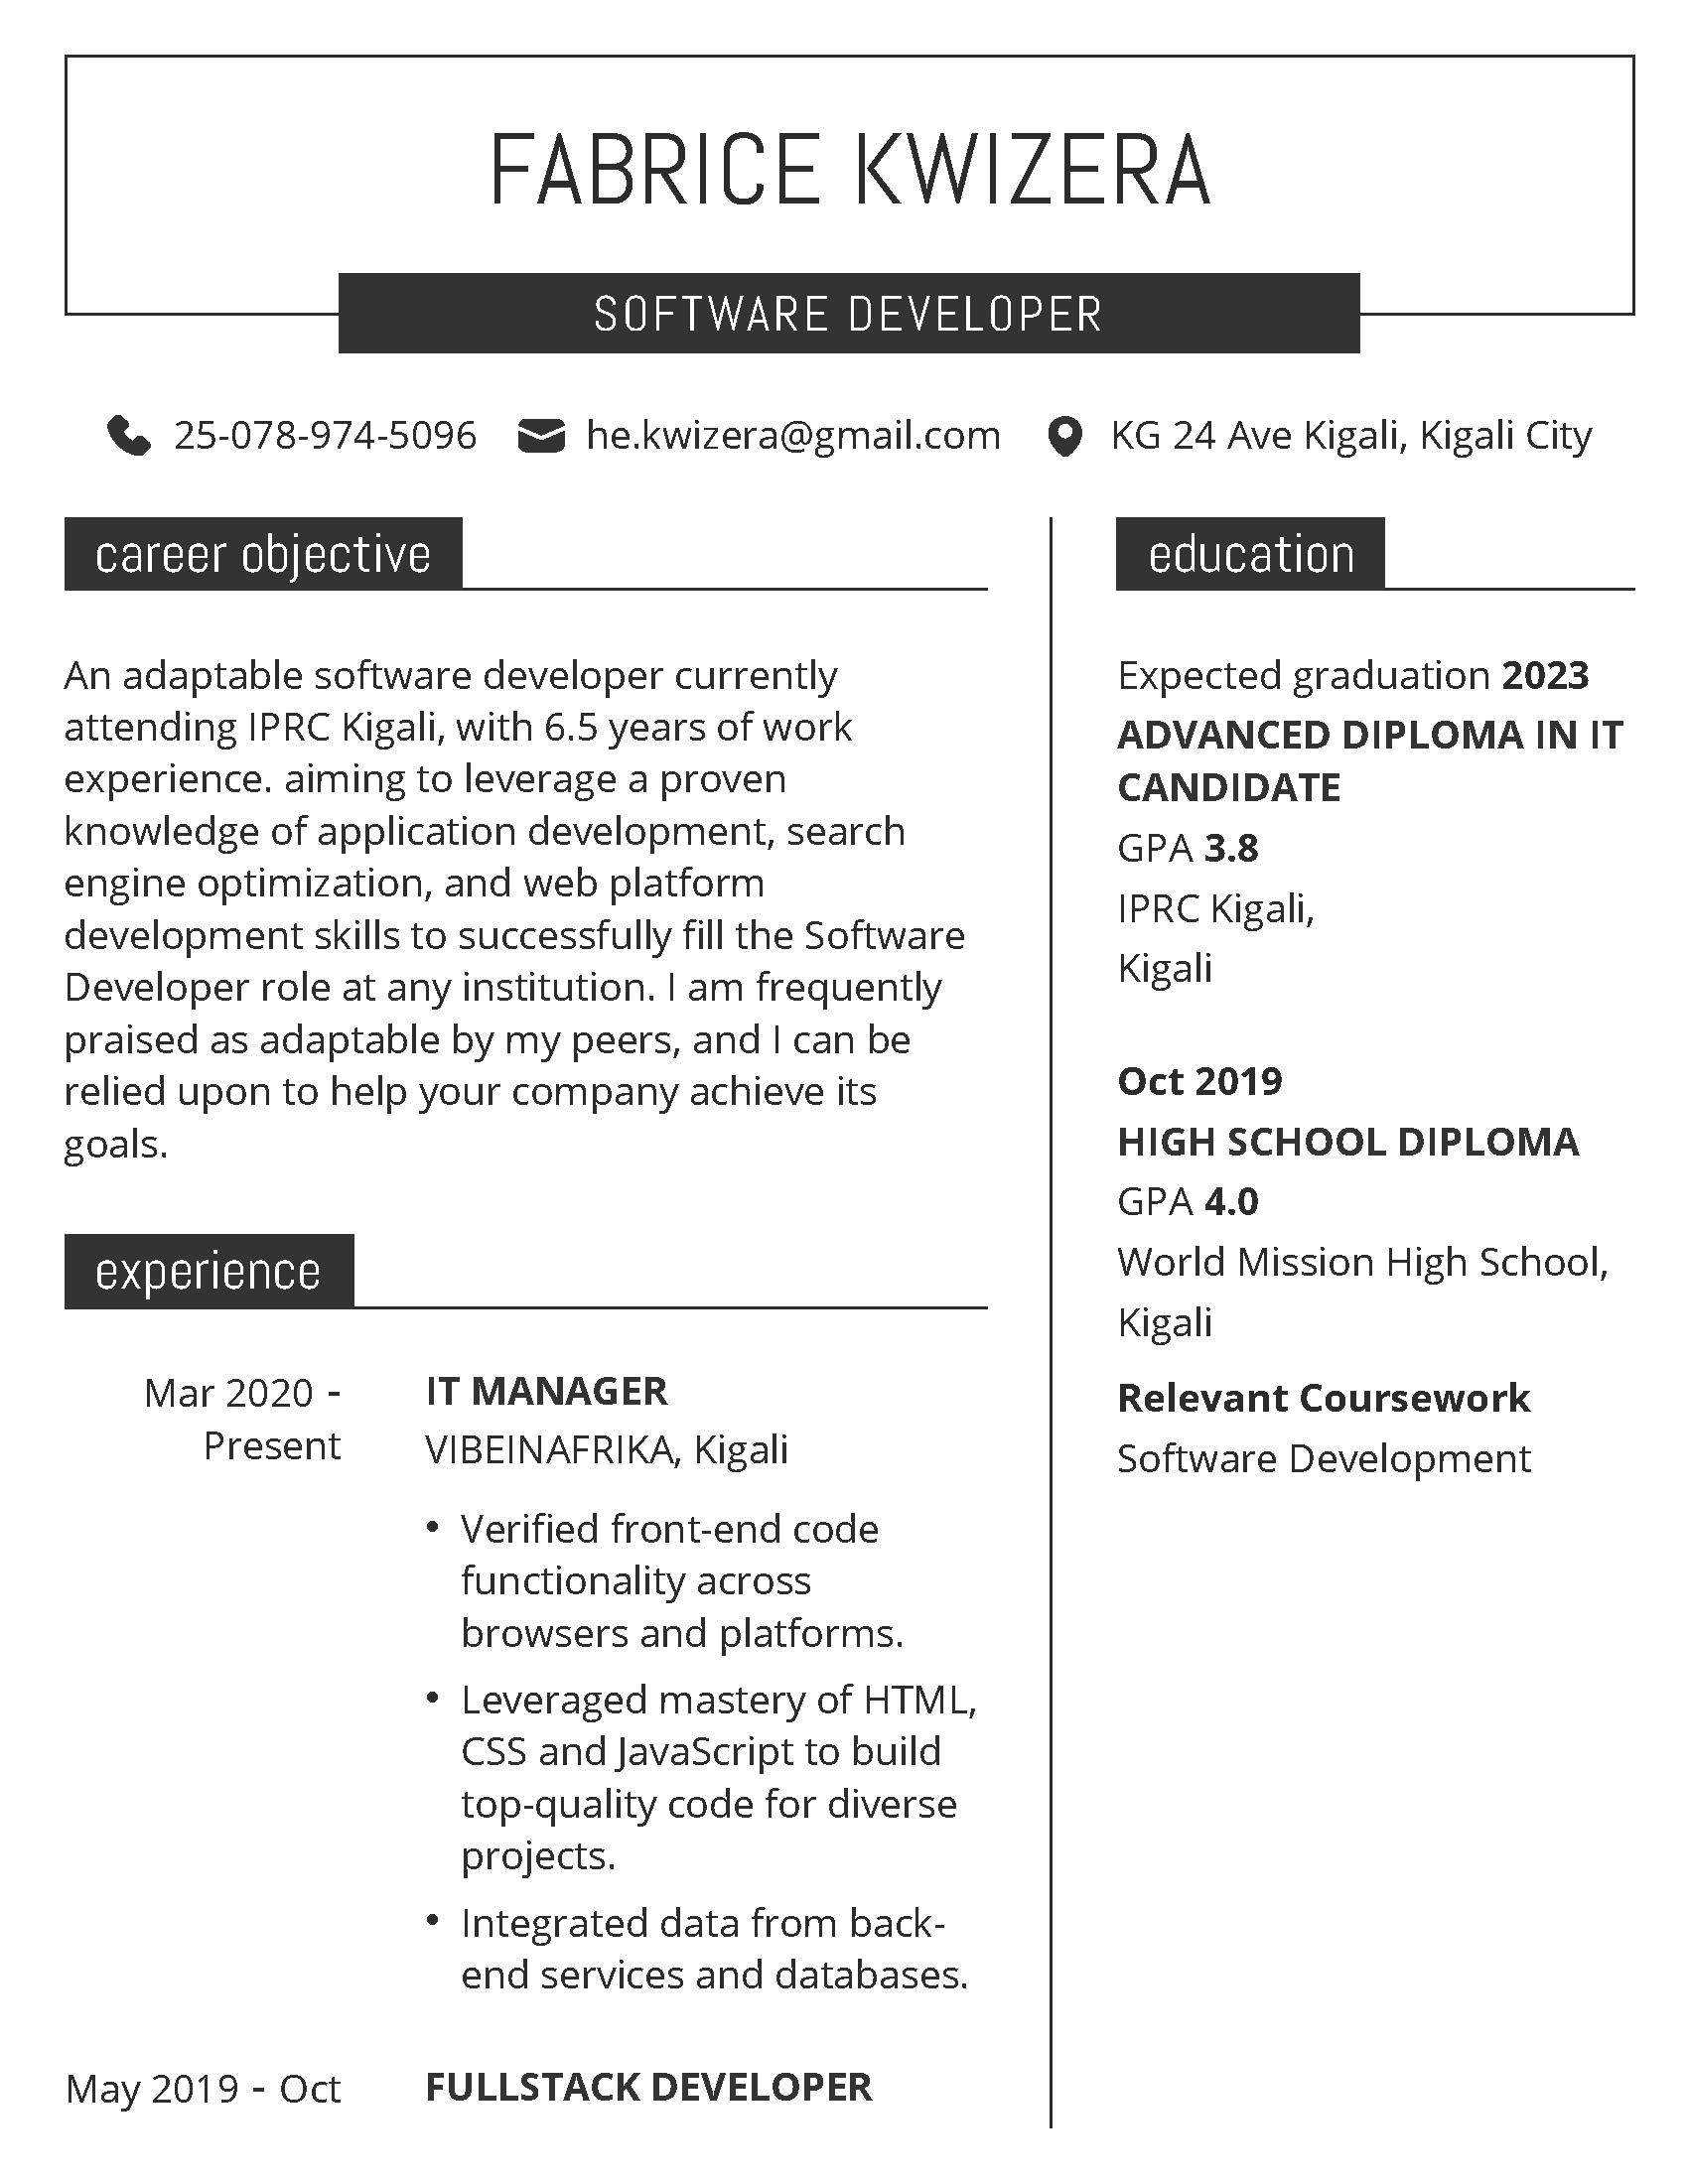 FABRICE KWIZERA
SOFTWARE DEVELOPER
25-078-974-5096 he.kwizera@gmail.com KG 24 Ave Kigali, Kigali City
career objective
An adaptable software developer currently
attending IPRC Kigali, with 6.5 years of work
experience. aiming to leverage a proven
knowledge of application development, search
engine optimization, and web platform
development skills to successfully fill the Software
Developer role at any institution. I am frequently
praised as adaptable by my peers, and I can be
relied upon to help your company achieve its
goals.
experience
Mar 2020 -
Present
IT MANAGER
VIBEINAFRIKA, Kigali
• Verified front-end code
functionality across
browsers and platforms.
• Leveraged mastery of HTML,
CSS and JavaScript to build
top-quality code for diverse
projects.
• Integrated data from back-
end services and databases.
May 2019 - Oct
FULLSTACK DEVELOPER
education
Expected graduation 2023
ADVANCED DIPLOMA IN IT
CANDIDATE
GPA 3.8
IPRC Kigali,
Kigali
Oct 2019
HIGH SCHOOL DIPLOMA
GPA 4.0
World Mission High School,
Kigali
Relevant Coursework
Software Development